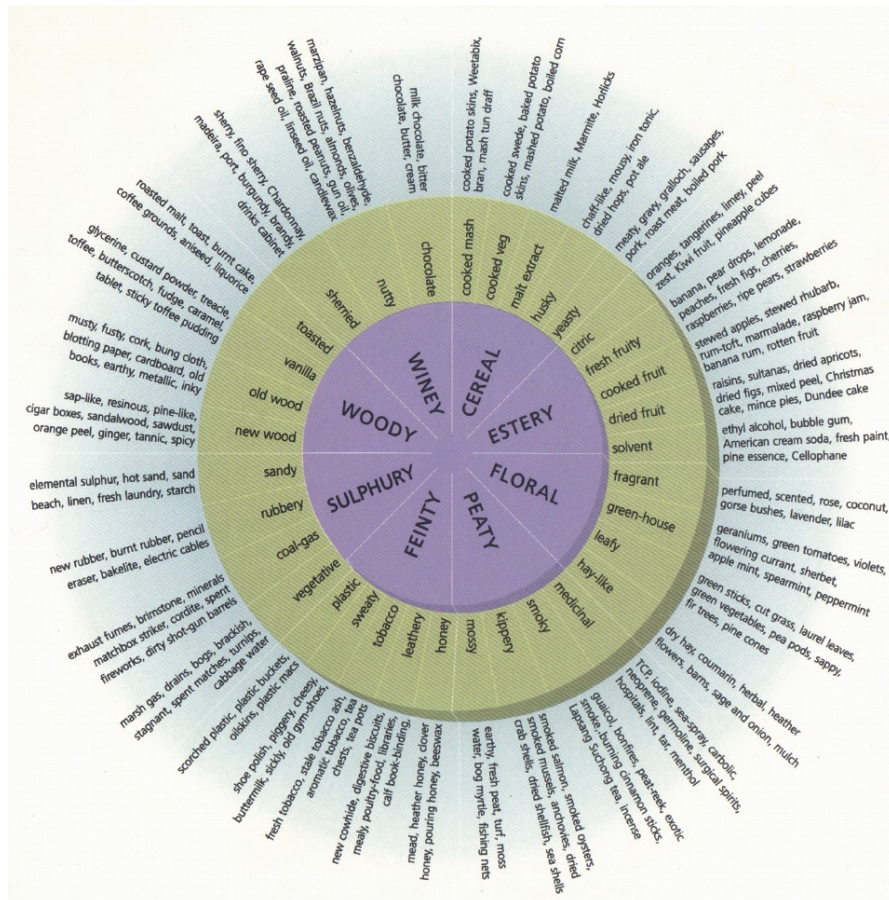 CEREAL
ESTERY
FLORAL
PEATY
FEINTY
SULPHURY
WOODY
WINEY
cooked mash
cooked veg
malt extract
husky
yeasty
citric
fresh fruity
cooked fruit
dried fruit
solvent
fragrant
green-house
leafy
hay-like
medicinal
smoky
kippery
mossy
honey
leathery
tobacco
sweaty
plastic
vegetative
coal-gas
rubbery
sandy
new wood
old wood
vanilla
toasted
sherried
nutty
chocolate
cooked potato skins, Weetabix,
bran, mash tun draff
cooked swede, baked potato
skins, mashed potato, boiled corn
malted milk, Marmite, Horlicks
chaff-like, mousy, iron tonic,
dried hops, pot ale
meaty, gravy, gralloch, sausages,
pork, roast meat, boiled pork
oranges, tangerines, limey, peel
zest, Kiwi fruit, pineapple cubes
banana, pear drops, lemonade,
peaches, fresh figs, cherries,
raspberries, ripe pears, strawberries
stewed apples, stewed rhubarb,
rum-toft, marmalade, raspberry jam,
banana rum, rotten fruit
raisins, sultanas, dried apricots,
dried figs, mixed peel, Christmas
cake, mince pies, Dundee cake
ethyl alcohol, bubble gum,
American cream soda, fresh paint,
pine essence, Cellophane
perfumed, scented, rose, coconut,
gorse bushes, lavender, lilac
geraniums, green tomatoes, violets,
flowering currant, sherbet,
apple mint, spearmint, peppermint
green sticks, cut grass, laurel leaves,
green vegetables, pea pods, sappy,
fir trees, pine cones
dry hay, coumarin, herbal, heather
flowers, barns, sage and onion, mulch
TCP, iodine, sea-spray, carbolic,
neoprene, germoline, surgical spirits,
hospitals, lint, tar, menthol
guaicol, bonfires, peat-reek, exotic
smoke, burning cinnamon sticks,
Lapsang Suchong tea, incense
smoked salmon, smoked oysters,
smoked mussels, anchovies, dried
crab shells, dried shellfish, sea shells
earthy, fresh peat, turf, moss
water, bog myrtle, fishing nets
mead, heather honey, clover
honey, pouring honey, beeswax
new cowhide, digestive biscuits,
mealy, poultry-food, libraries,
calf book-binding,
fresh tobacco, stale tobacco ash,
aromatic tobacco, tea
chests, tea pots
shoe polish, piggery, cheesy,
buttermilk, sickly, old gym-shoes,
scorched plastic, plastic buckets,
oilskins, plastic macs
marsh gas, drains, bogs, brackish,
stagnant, spent matches, turnips,
cabbage water
exhaust fumes, brimstone, minerals
matchbox striker, cordite, spent
fireworks, dirty shot-gun barrels
new rubber, burnt rubber, pencil
eraser, bakelite, electric cables
elemental sulphur, hot sand, sand
beach, linen, fresh laundry, starch
sap-like, resinous, pine-like,
cigar boxes, sandalwood, sawdust,
orange peel, ginger, tannic, spicy
musty, fusty, cork, bung cloth,
blotting paper, cardboard, old
books, earthy, metallic, inky
glycerine, custard powder, treacle,
toffee, butterscotch, fudge, caramel,
tablet, sticky toffee pudding
roasted malt, toast, burnt cake,
coffee grounds, aniseed, liquorice
sherry, fino sherry, Chardonnay,
madeira, port, burgundy, brandy,
drinks cabinet
marzipan, hazelnuts, benzaldehyde,
walnuts, Brazil nuts, almonds, olives,
praline, roasted peanuts, gun oil,
rape seed oil, linseed oil, candlewax
milk chocolate, bitter
chocolate, butter, cream